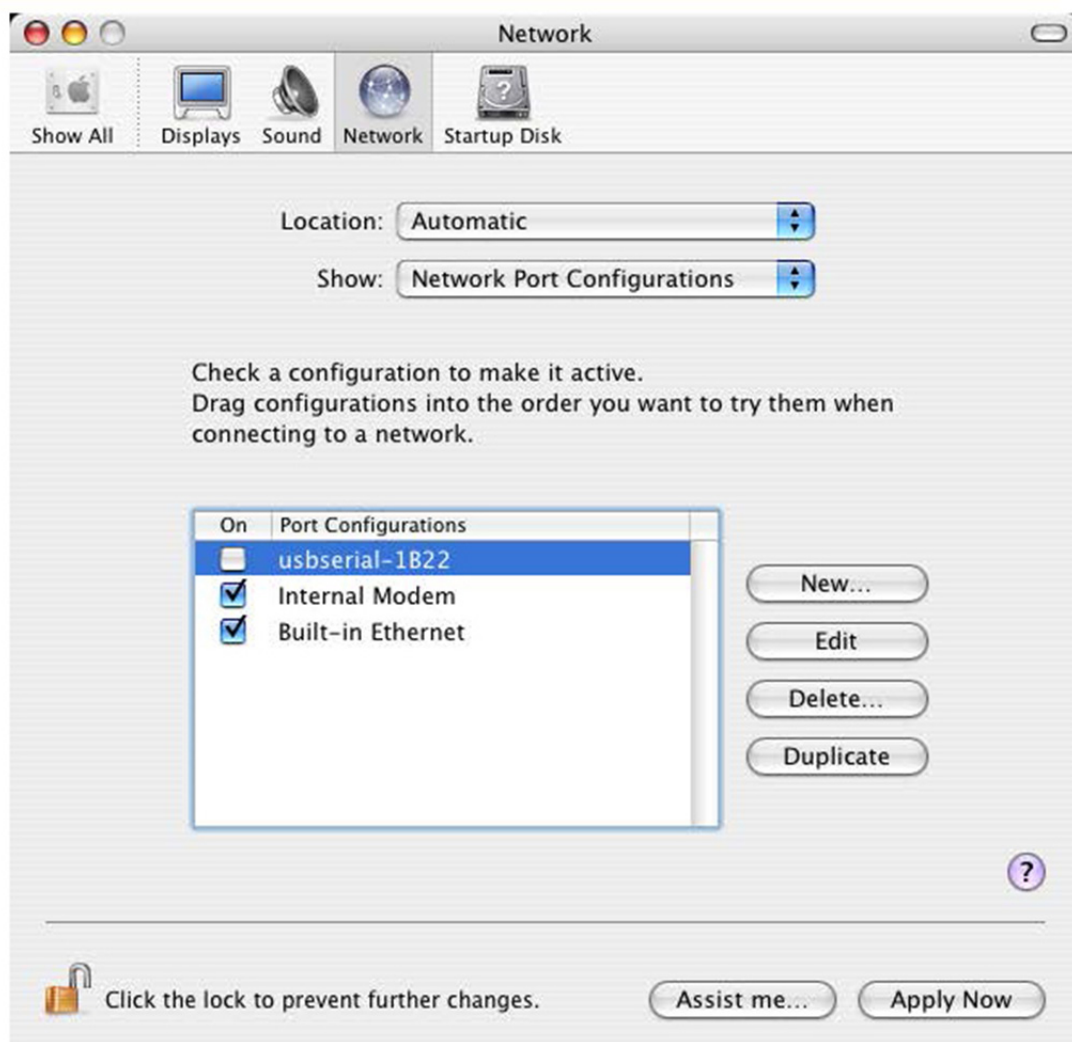 Network
Show All
Displays
Sound
Network
Startup Disk
Location: Automatic
Show: Network Port Configurations
Check a configuration to make it active.
Drag configurations into the order you want to try them when
connecting to a network.
On Port Configurations
usbserial-1B22
Internal Modem
Built-in Ethernet
New...
Edit
Delete...
Duplicate
?
Click the lock to prevent further changes.
Assist me...
Apply Now